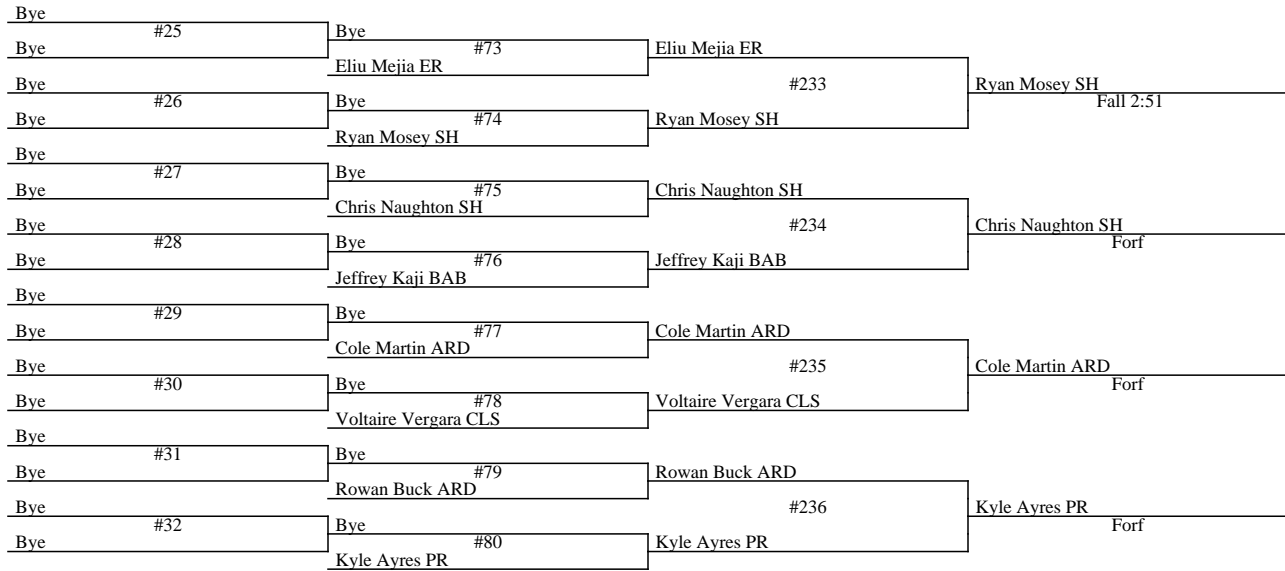 Bye
#25
Bye
Bye
#73
Eliu Mejia ER
Eliu Mejia ER
#233
Ryan Mosey SH
Fall 2:51
Bye
#26
Bye
Bye
#74
Ryan Mosey SH
Ryan Mosey SH
Bye
#27
Bye
Bye
#75
Chris Naughton SH
Chris Naughton SH
#234
Chris Naughton SH
Forf
Bye
#28
Bye
Bye
#76
Jeffrey Kaji BAB
Jeffrey Kaji BAB
Bye
#29
Bye
Bye
#77
Cole Martin ARD
Cole Martin ARD
#235
Cole Martin ARD
Forf
Bye
#30
Bye
Bye
#78
Voltaire Vergara CLS
Voltaire Vergara CLS
Bye
#31
Bye
Bye
#79
Rowan Buck ARD
Rowan Buck ARD
#236
Kyle Ayres PR
Forf
Bye
#32
Bye
Bye
#80
Kyle Ayres PR
Kyle Ayres PR